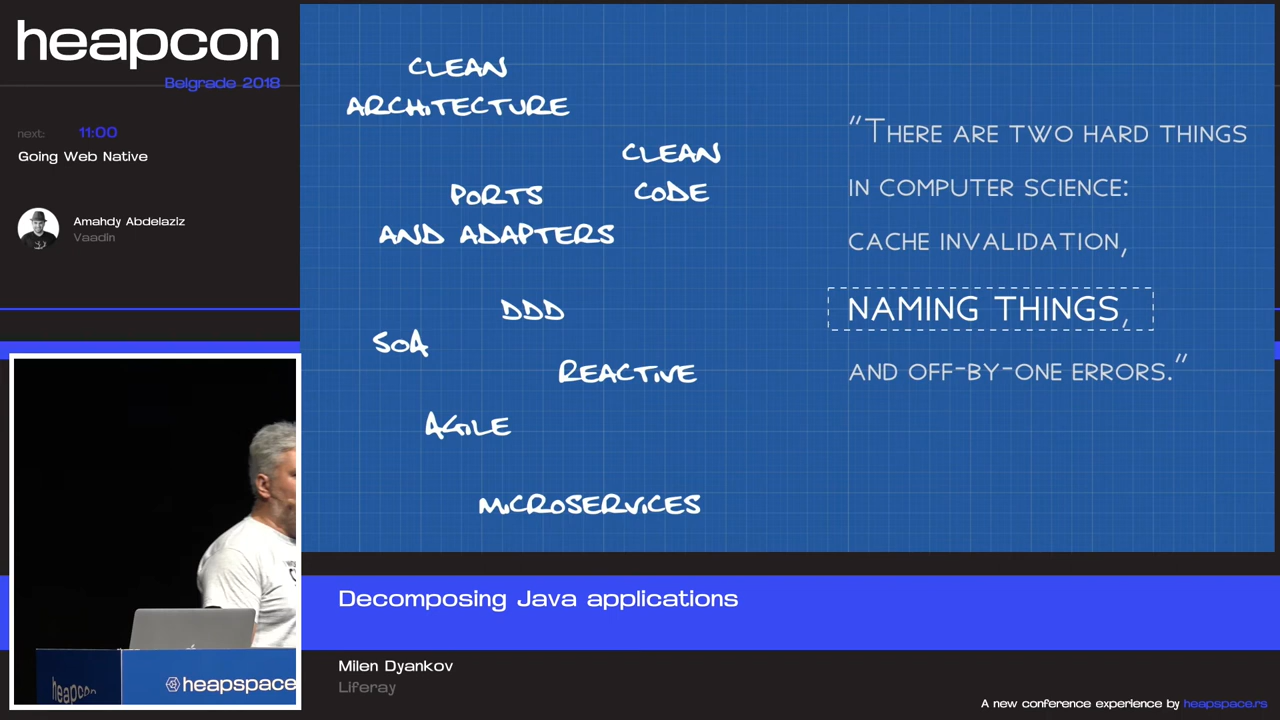 heapcon
Belgrade 2018
next: 11:00
Going Web Native
Amahdy Abdelaziz
Vaadin
CLEAN
ARCHITECTURE
CLEAN
CODE
PORTS
AND ADAPTERS
DDD
SOA
REACTIVE
AGILE
MICROSERVICES
“THERE ARE TWO HARD THINGS
IN COMPUTER SCIENCE:
CACHE INVALIDATION,
NAMING THINGS,
AND OFF-BY-ONE ERRORS.”
heapcon
heapspace
Decomposing Java applications
Milen Dyankov
Liferay
A new conference experience by heapspace.rs